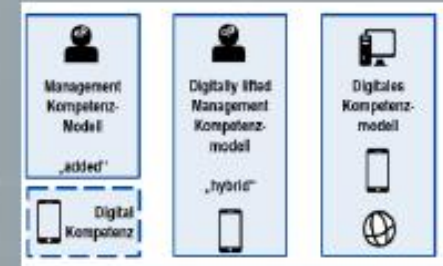 Management
Kompetenz-
Modell
„added“
Digital
Kompetenz
Digitally lifted
Management
Kompetenz-
modell
„hybrid“
Digitales
Kompetenz-
modell